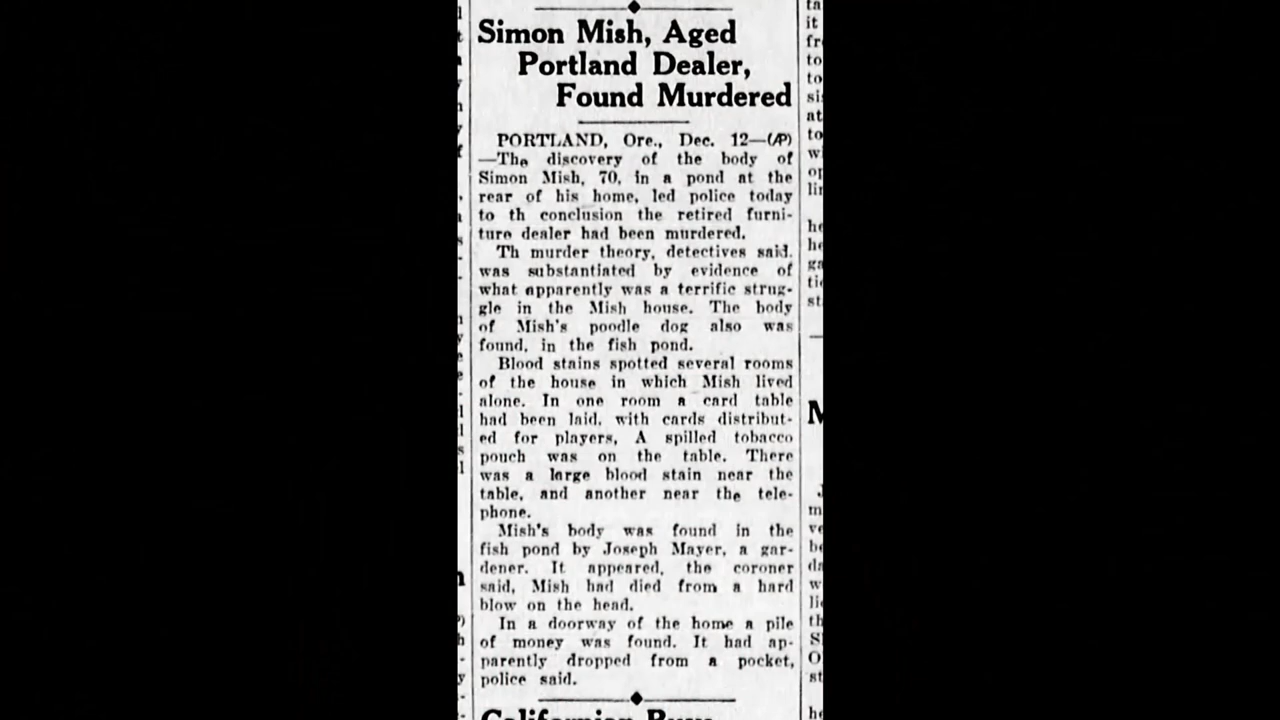 Simon Mish, Aged
Portland Dealer,
Found Murdered
PORTLAND, Ore., Dec. 12—(AP)
—The discovery of the body of
Simon Mish, 70, in a pond at the
rear of his home, led police today
to th conclusion the retired furni-
ture dealer had been murdered.
Th murder theory, detectives said,
was substantiated by evidence of
what apparently was a terrific strug-
gle in the Mish house. The body
of Mish's poodle dog also was
found, in the fish pond.
Blood stains spotted several rooms
of the house in which Mish lived
alone. In one room a card table
had been laid, with cards distribut-
ed for players, A spilled tobacco
pouch was on the table. There
was a large blood stain near the
table, and another near the tele-
phone.
Mish's body was found in the
fish pond by Joseph Mayer, a gar-
dener. It appeared, the coroner
said, Mish had died from a hard
blow on the head.
In a doorway of the home a pile
of money was found. It had ap-
parently dropped from a pocket,
police said.